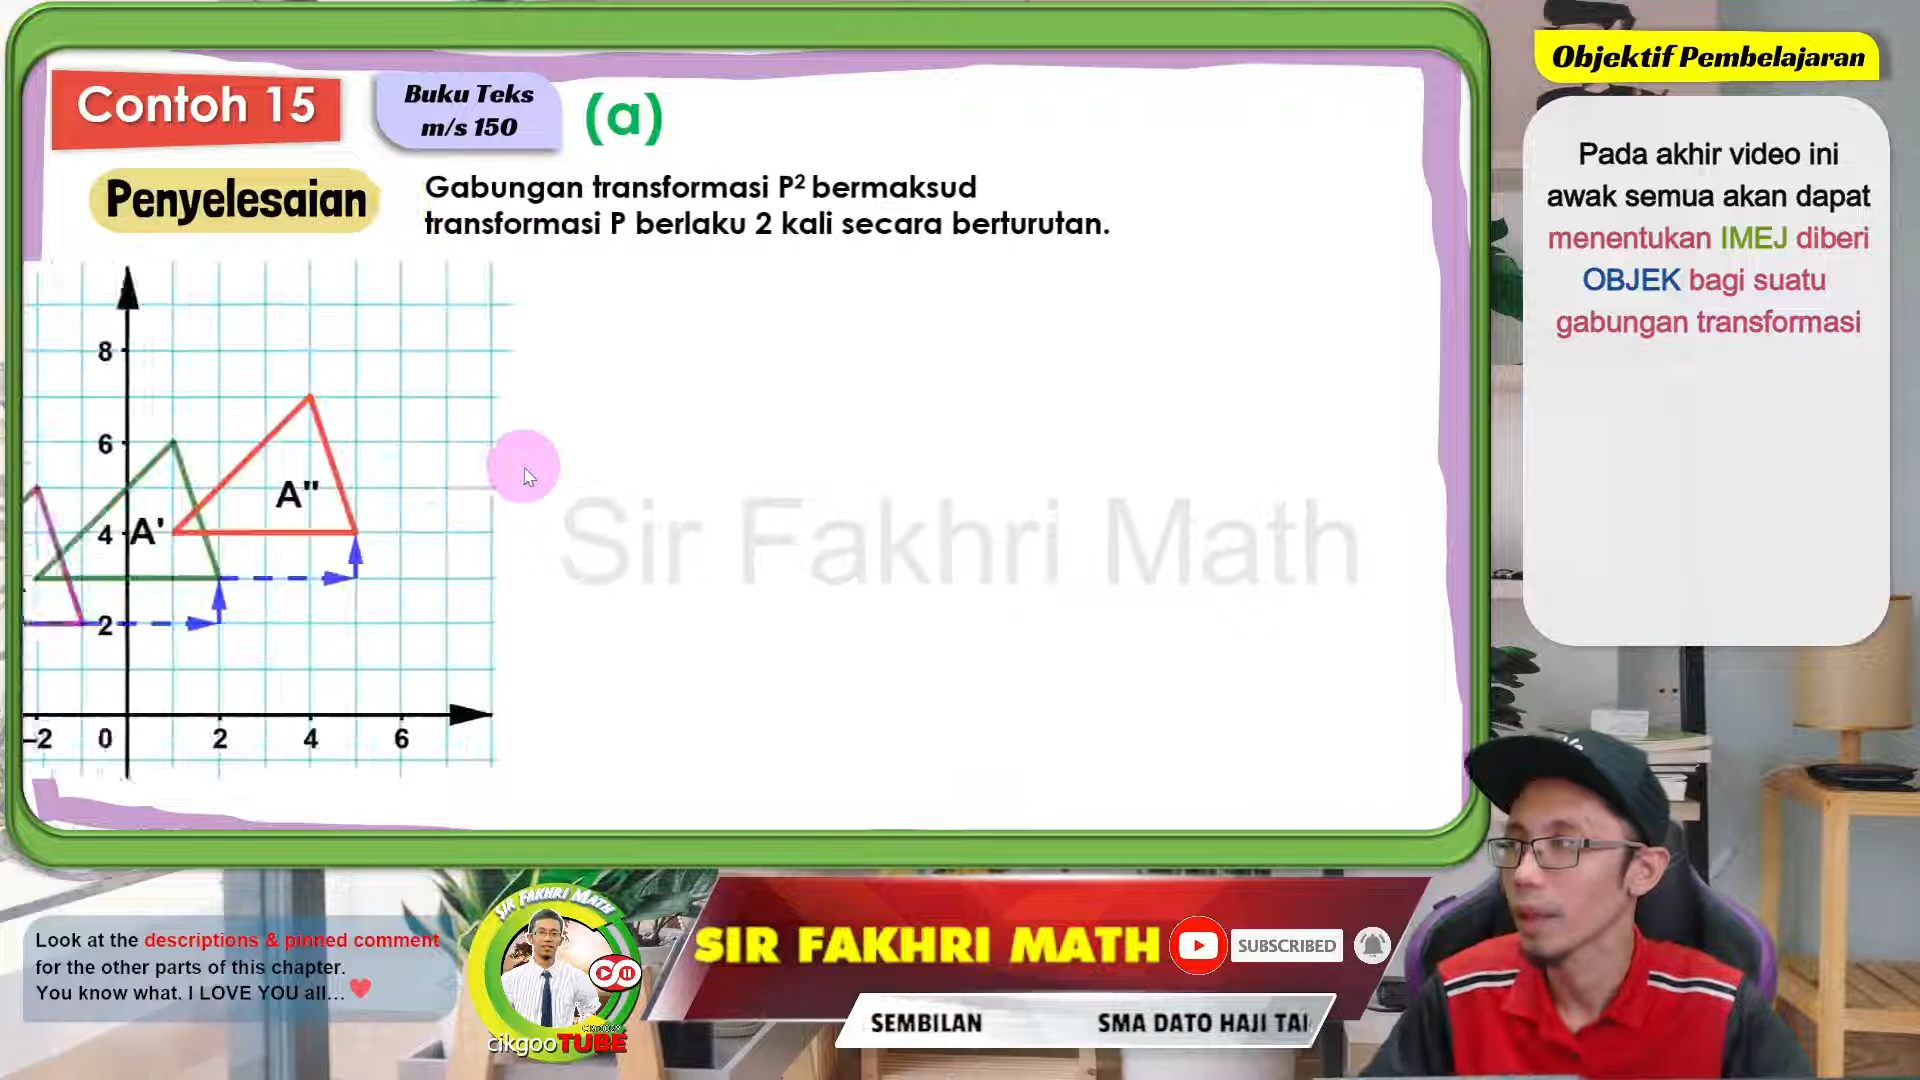 Contoh 15
Buku Teks
m/s 150
(a)
Penyelesaian
Gabungan transformasi P² bermaksud
transformasi P berlaku 2 kali secara berturutan.
8
6
4
2
A'
A"
-2 0 2 4 6
Sir Fakhri Math
Objektif Pembelajaran
Pada akhir video ini
awak semua akan dapat
menentukan IMEJ diberi
OBJEK bagi suatu
gabungan transformasi
Look at the descriptions & pinned comment
for the other parts of this chapter.
You know what. I LOVE YOU all...
SIR FAKHRI MATH
cikgooTUBE
SIR FAKHRI MATH
SUBSCRIBED
SEMBILAN SMA DATO HAJI TAI